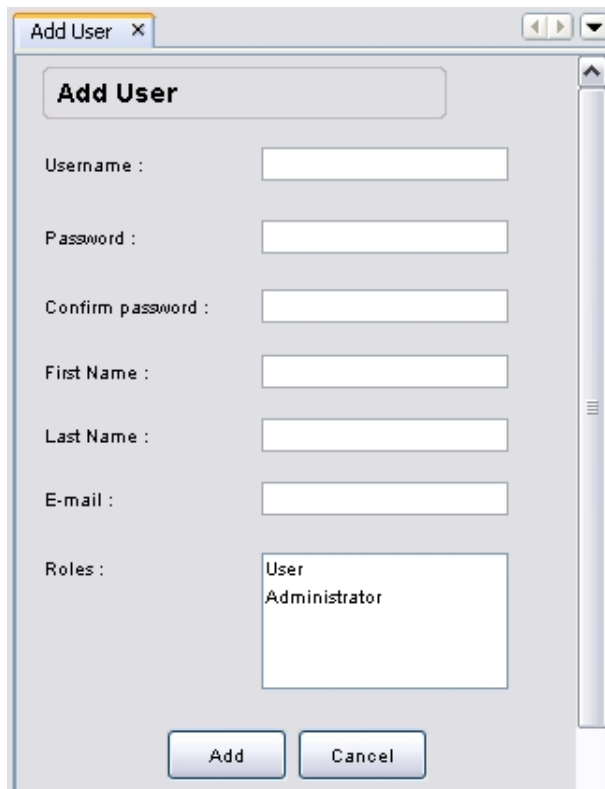 Add User
Add User
Username :
Password :
Confirm password :
First Name :
Last Name :
E-mail :
Roles :
User
Administrator
Add
Cancel